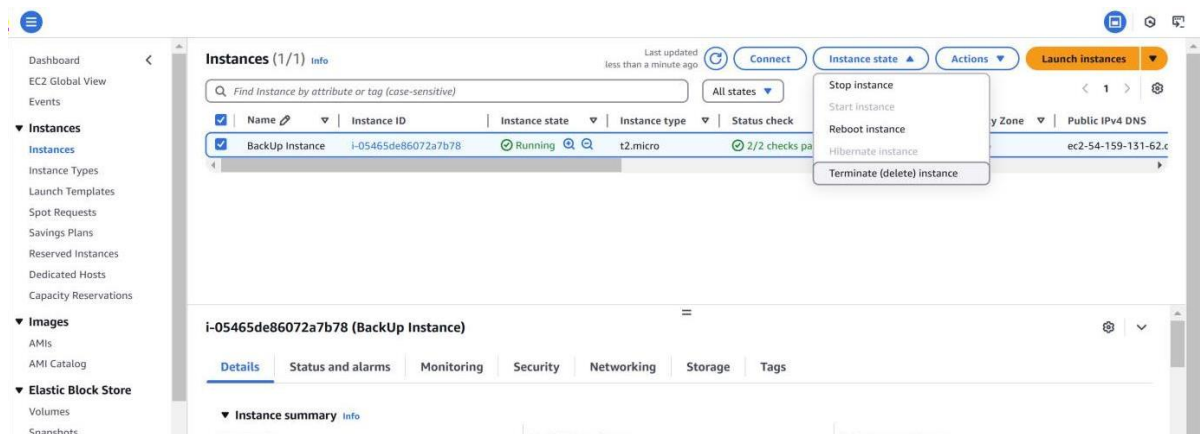 Dashboard
EC2 Global View
Events
Instances
Instances
Instance Types
Launch Templates
Spot Requests
Savings Plans
Reserved Instances
Dedicated Hosts
Capacity Reservations
Images
AMIs
AMI Catalog
Elastic Block Store
Volumes
Snapshots
Instances (1/1) Info
Last updated
less than a minute ago
Connect
Instance state
Actions
Launch instances
Find Instance by attribute or tag (case-sensitive)
All states
1
Stop instance
Start instance
Reboot instance
Hibernate instance
Terminate (delete) instance
Name Instance ID Instance state Instance type Status check y Zone Public IPv4 DNS
BackUp Instance i-05465de86072a7b78 Running t2.micro 2/2 checks pa ec2-54-159-131-62.c
i-05465de86072a7b78 (BackUp Instance)
Details Status and alarms Monitoring Security Networking Storage Tags
Instance summary Info